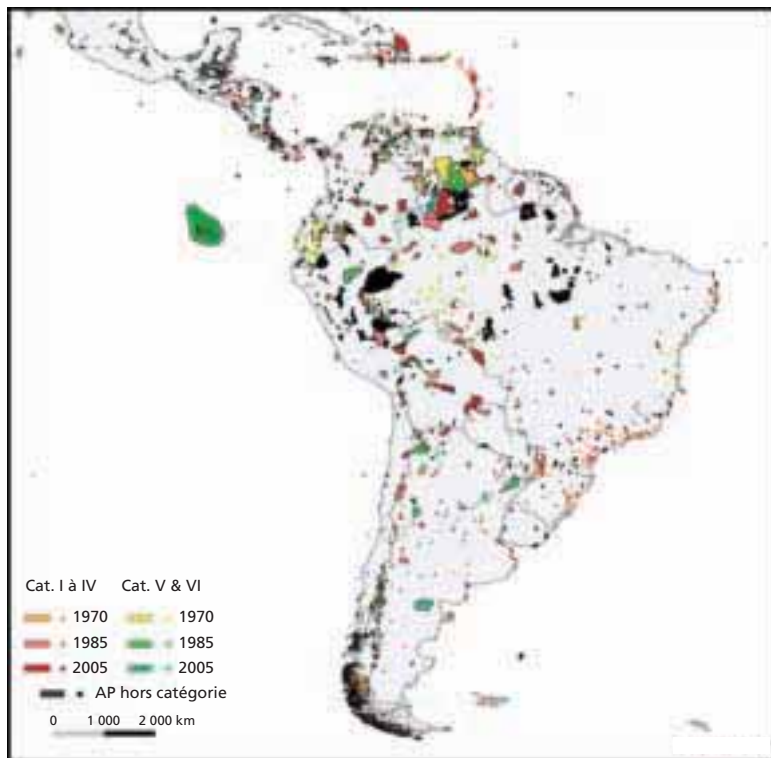 Cat. I à IV Cat. V & VI
1970 1970
1985 1985
2005 2005
AP hors catégorie
0 1 000 2 000 km